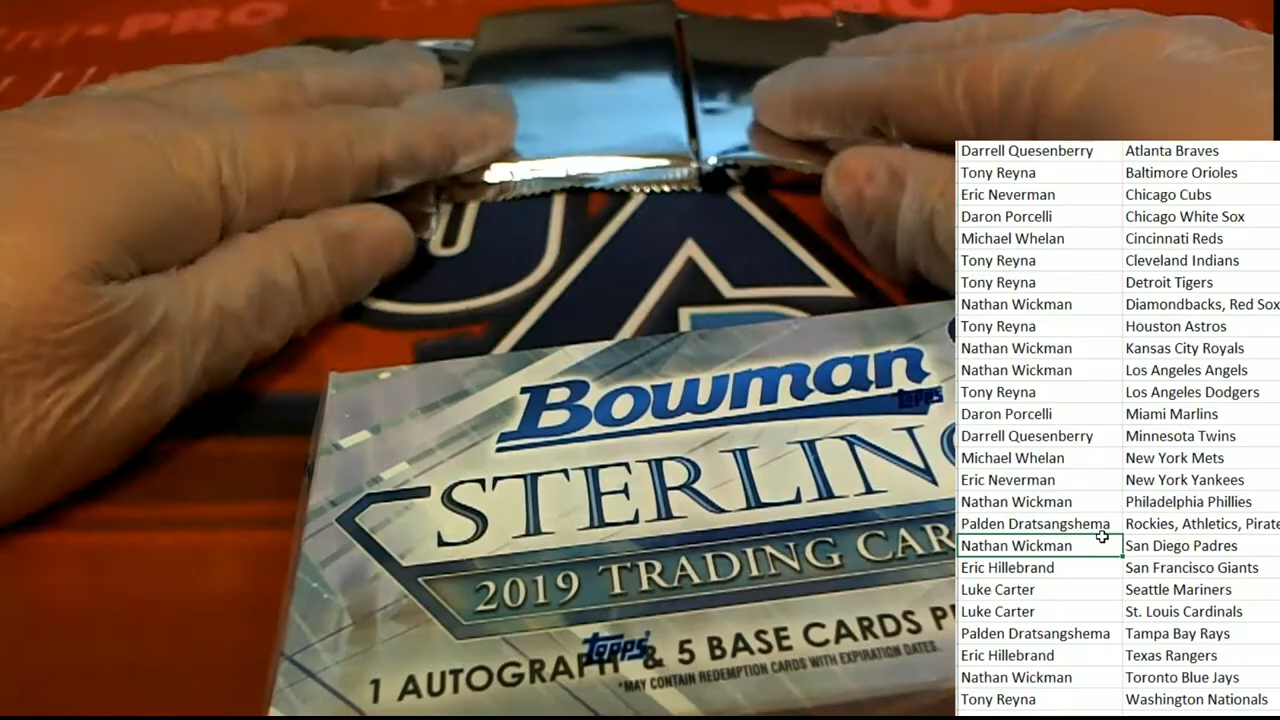 PRO
Bowman
topps
STERLING
2019 TRADING CAR
topps
1 AUTOGRAPH & 5 BASE CARDS P
*MAY CONTAIN REDEMPTION CARDS WITH EXPIRATION DATES.
Darrell Quesenberry Atlanta Braves
Tony Reyna Baltimore Orioles
Eric Neverman Chicago Cubs
Daron Porcelli Chicago White Sox
Michael Whelan Cincinnati Reds
Tony Reyna Cleveland Indians
Tony Reyna Detroit Tigers
Nathan Wickman Diamondbacks, Red Sox
Tony Reyna Houston Astros
Nathan Wickman Kansas City Royals
Nathan Wickman Los Angeles Angels
Tony Reyna Los Angeles Dodgers
Daron Porcelli Miami Marlins
Darrell Quesenberry Minnesota Twins
Michael Whelan New York Mets
Eric Neverman New York Yankees
Nathan Wickman Philadelphia Phillies
Palden Dratsangshema Rockies, Athletics, Pirate
Nathan Wickman San Diego Padres
Eric Hillebrand San Francisco Giants
Luke Carter Seattle Mariners
Luke Carter St. Louis Cardinals
Palden Dratsangshema Tampa Bay Rays
Eric Hillebrand Texas Rangers
Nathan Wickman Toronto Blue Jays
Tony Reyna Washington Nationals